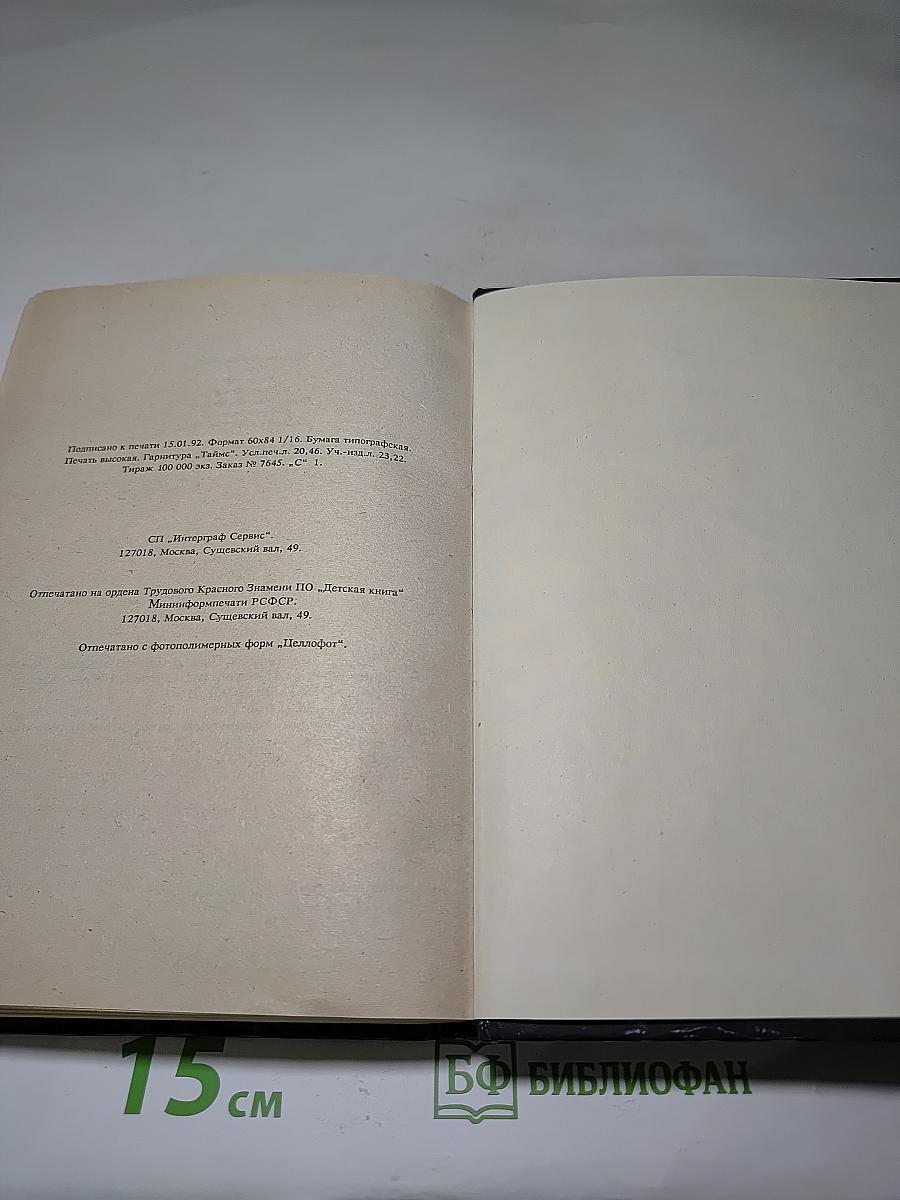 Подписано к печати 15.01.92. Формат 60х84 1/16. Бумага типографская.
Печать высокая. Гарнитура „Таймс“. Усл.печ.л. 20,46. Уч.-изд.л. 23,22.
Тираж 100 000 экз. Заказ № 7645. „С“ 1.
СП „Интерграф Сервис“.
127018, Москва, Сущевский вал, 49.
Отпечатано на ордена Трудового Красного Знамени ПО „Детская книга“
Мининформпечати РСФСР.
127018, Москва, Сущевский вал, 49.
Отпечатано с фотополимерных форм „Целлофот“.
15 см
БФ БИБЛИОФАН